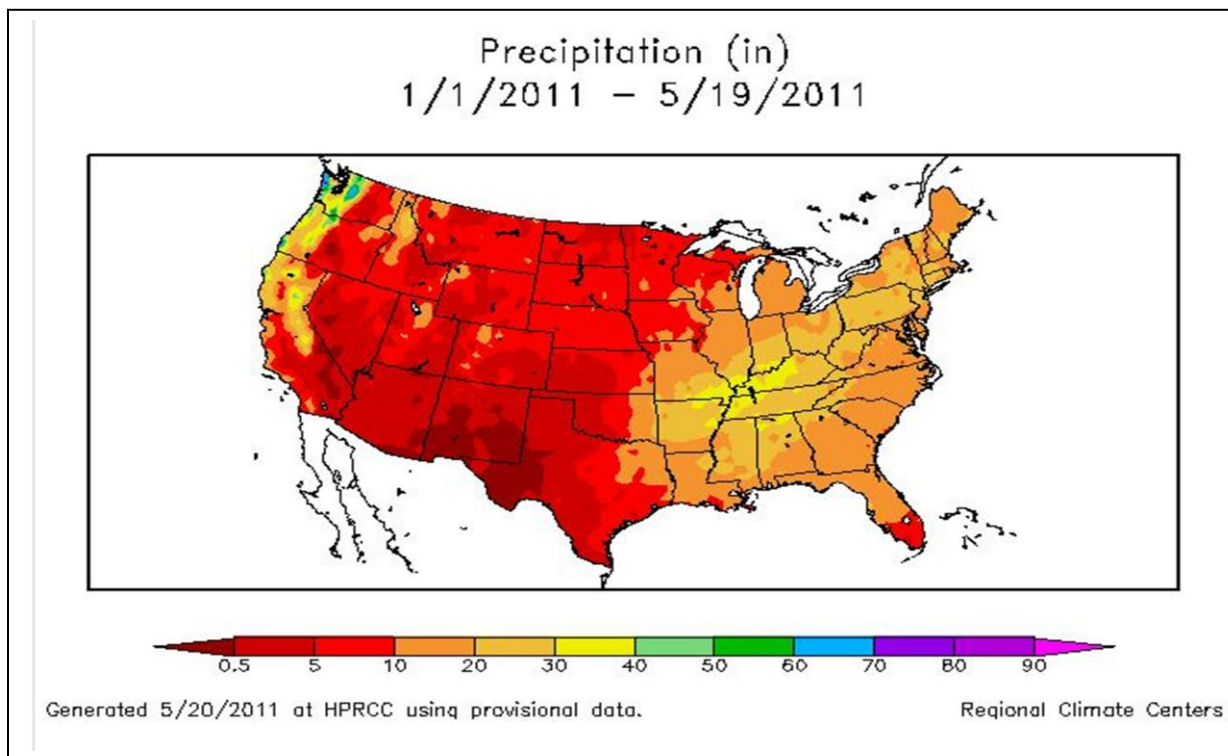 Precipitation (in)
1/1/2011 – 5/19/2011
0.5 5 10 20 30 40 50 60 70 80 90
Generated 5/20/2011 at HPRCC using provisional data.
Regional Climate Centers